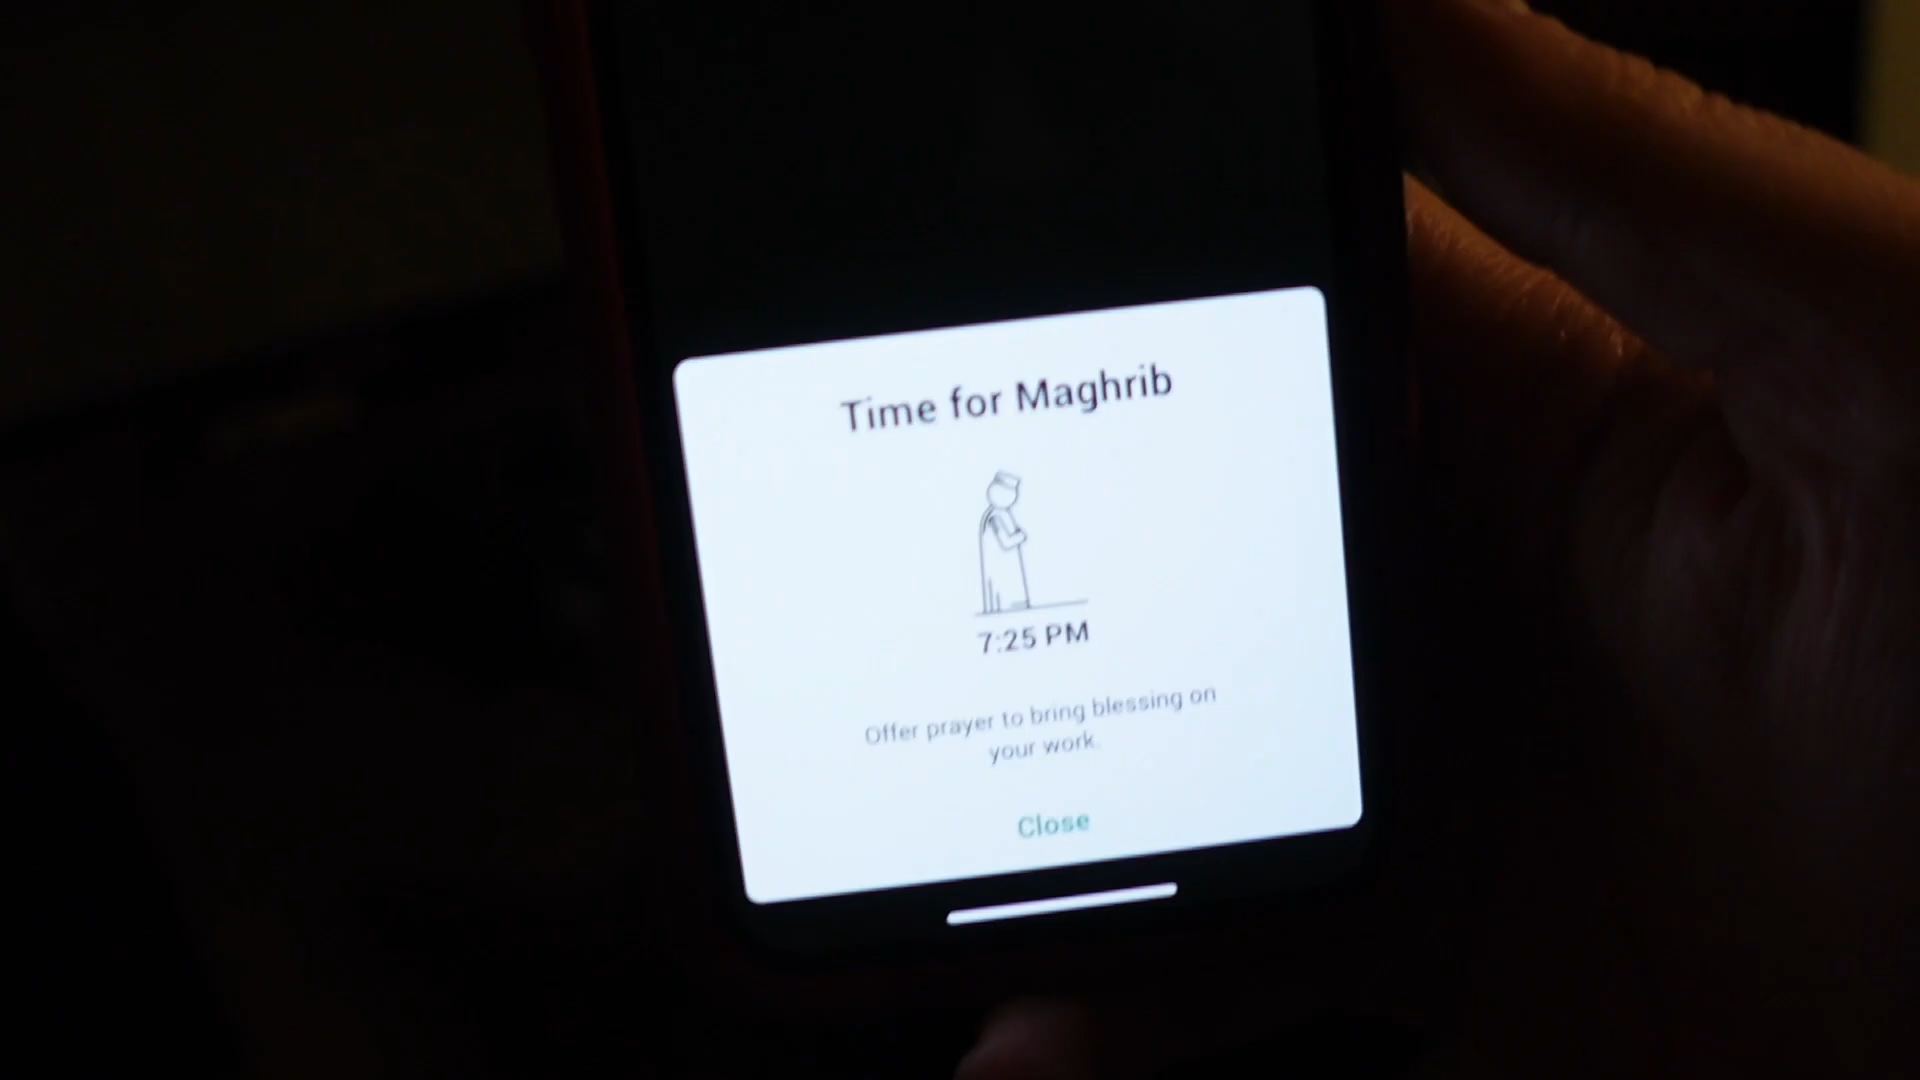 Time for Maghrib
7:25 PM
Offer prayer to bring blessing on
your work.
Close